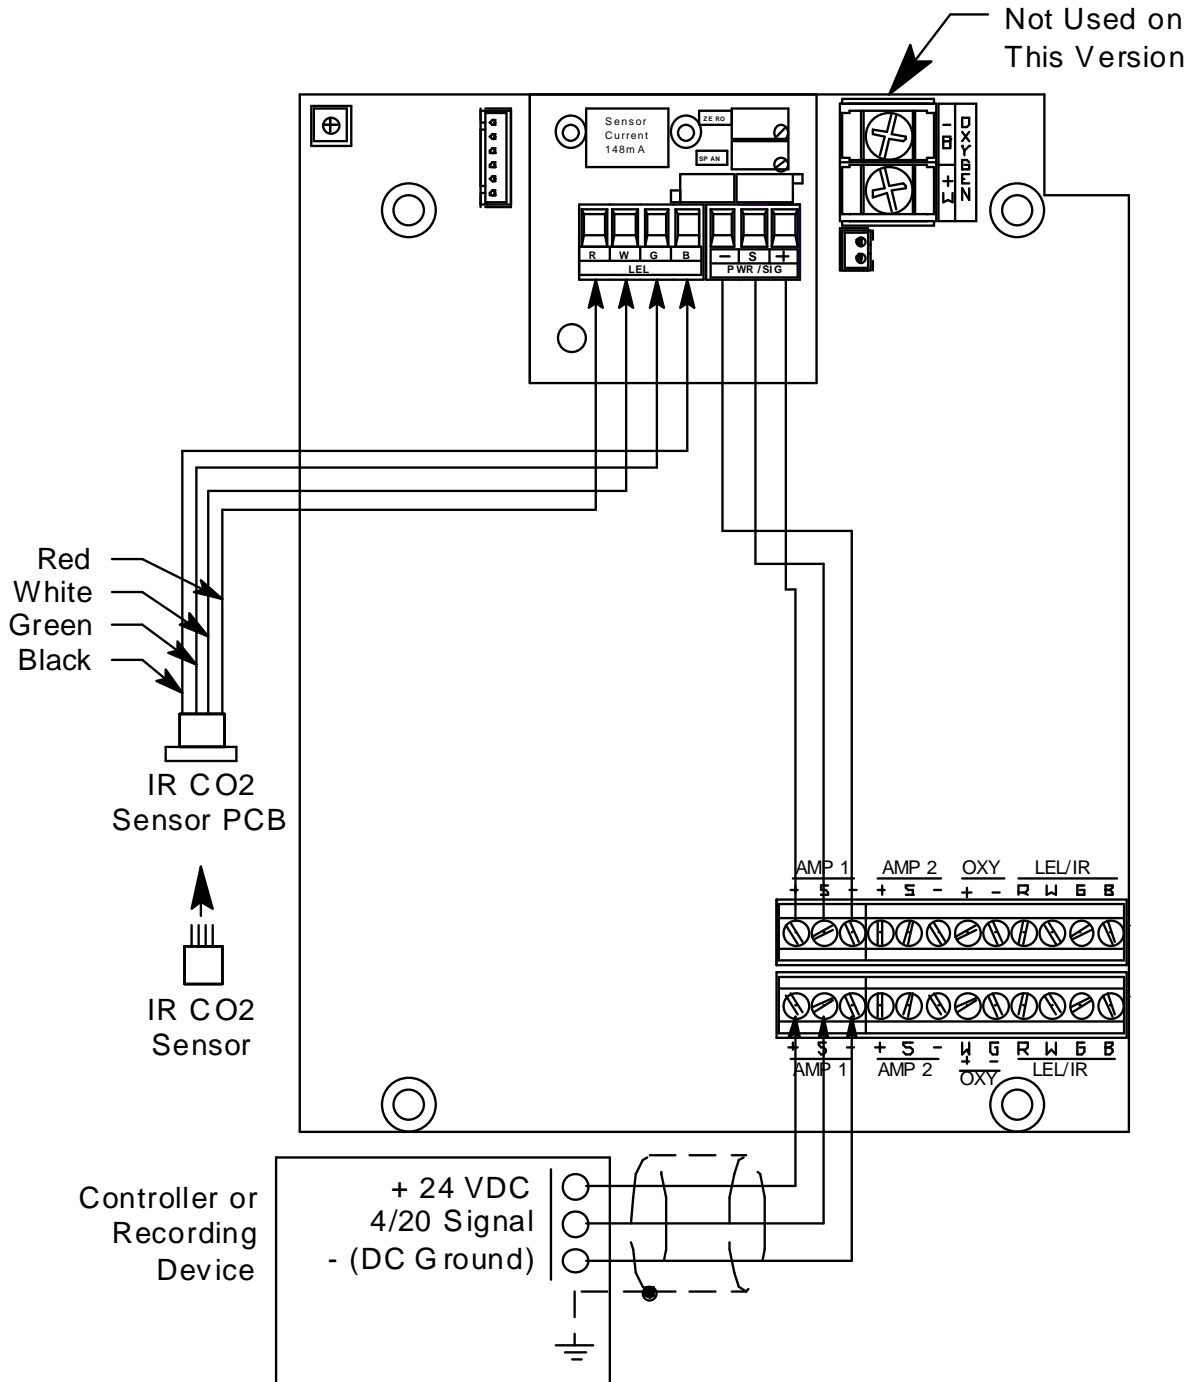 Not Used on
This Version
Sensor
Current
148mA
ZERO
SPAN
- B
+ W
OXYGEN
R W G B
LEL
- S +
PWR/SIG
Red
White
Green
Black
IR CO2
Sensor PCB
IR CO2
Sensor
AMP 1 AMP 2 OXY LEL/IR
+ S - + S - + - R W G B
+ S - + S - W G R W G B
+ -
AMP 1 AMP 2 OXY LEL/IR
Controller or
Recording
Device
+ 24 VDC
4/20 Signal
- (DC Ground)